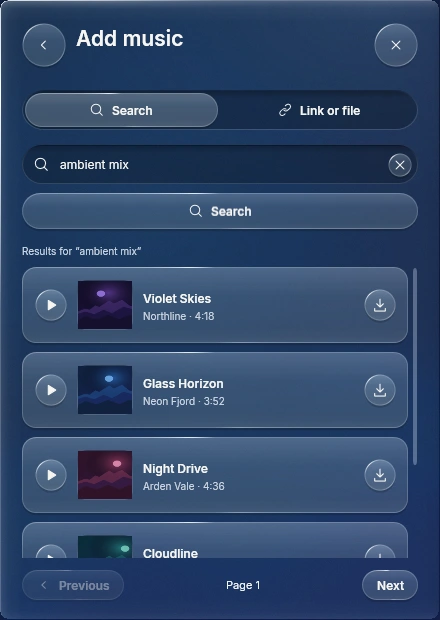 Add music
Search
Link or file
ambient mix
Search
Results for “ambient mix”
Violet Skies
Northline · 4:18
Glass Horizon
Neon Fjord · 3:52
Night Drive
Arden Vale · 4:36
Cloudline
Previous
Page 1
Next